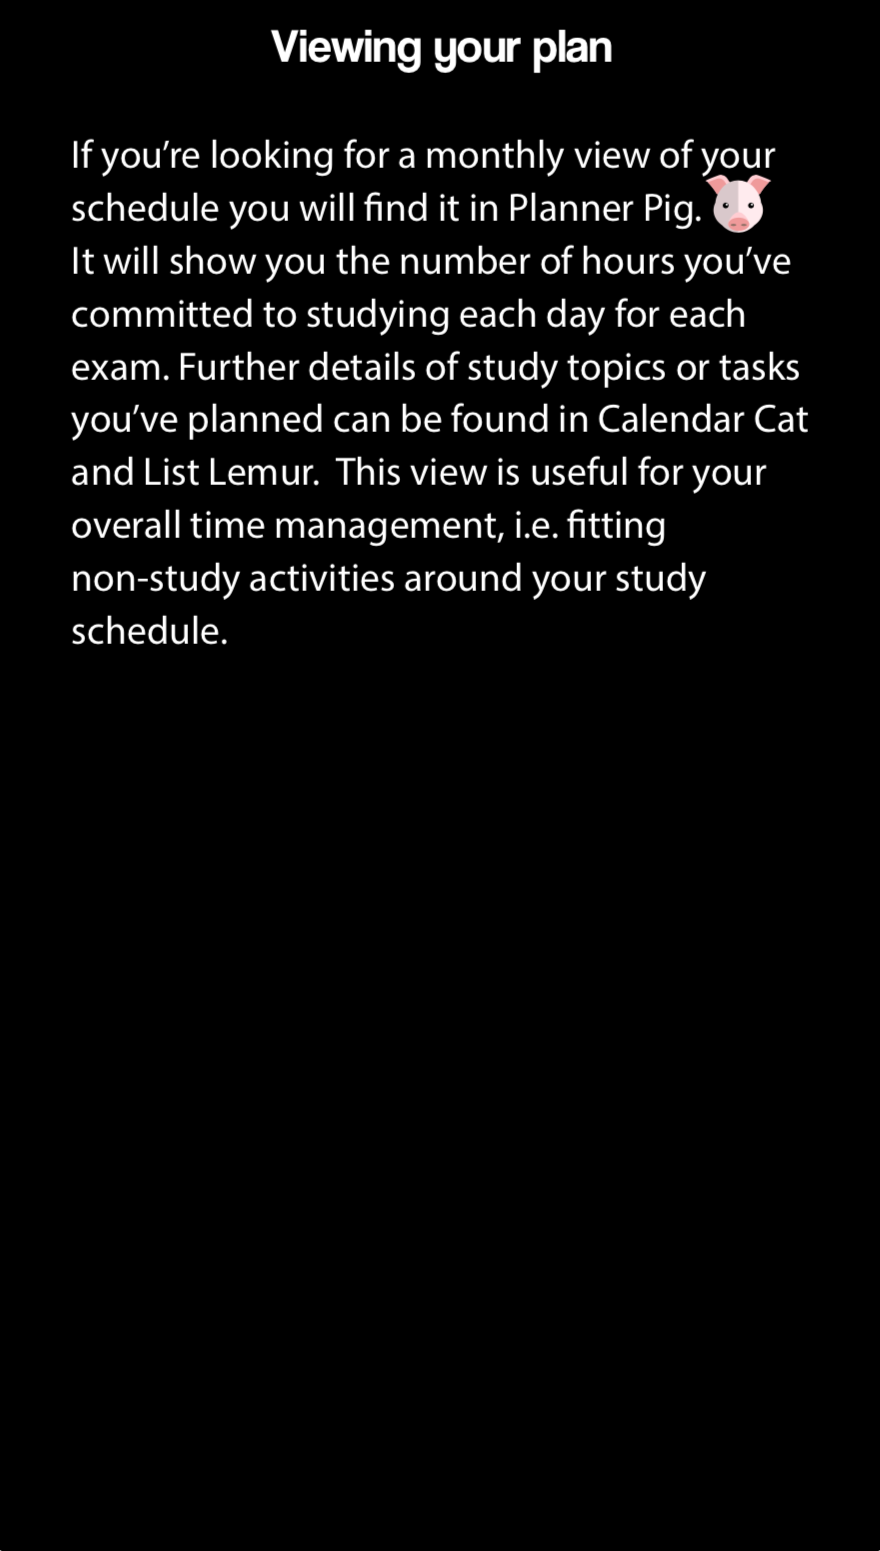 Viewing your plan
If you’re looking for a monthly view of your
schedule you will find it in Planner Pig.
It will show you the number of hours you’ve
committed to studying each day for each
exam. Further details of study topics or tasks
you’ve planned can be found in Calendar Cat
and List Lemur.  This view is useful for your
overall time management, i.e. fitting
non-study activities around your study
schedule.